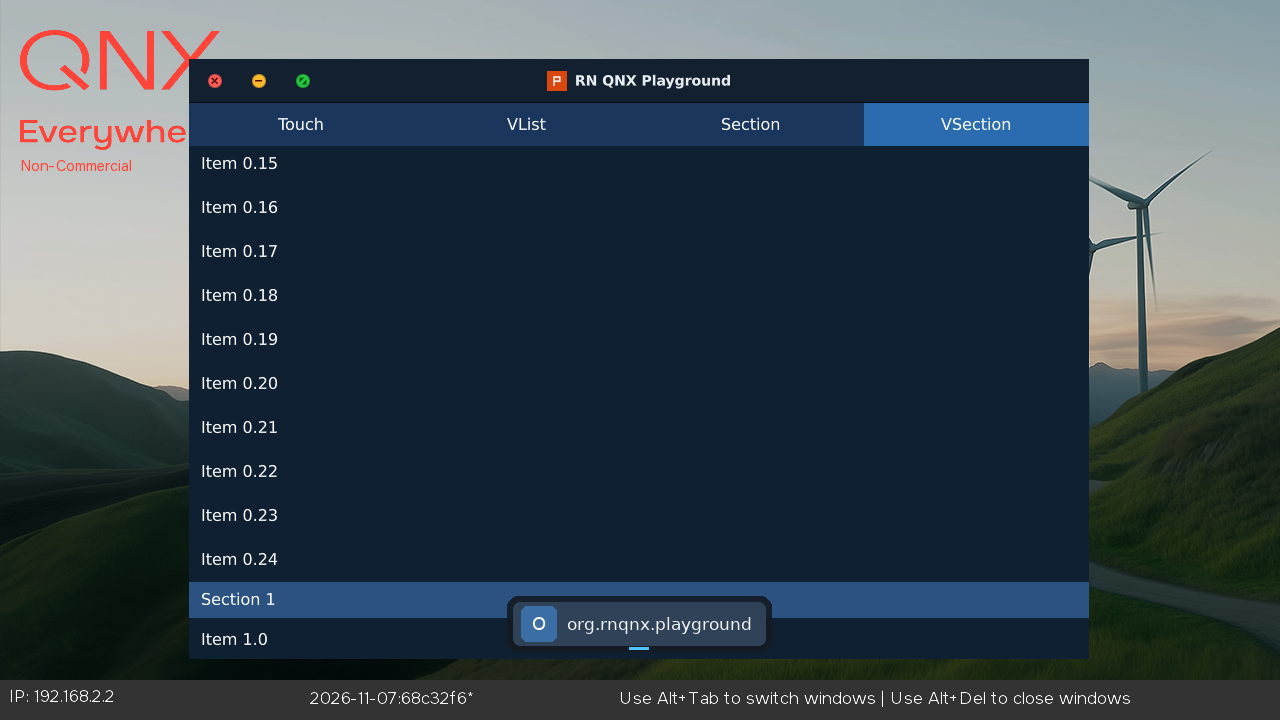 QNX
Everywhe
Non-Commercial
RN QNX Playground
Touch
VList
Section
VSection
Item 0.15
Item 0.16
Item 0.17
Item 0.18
Item 0.19
Item 0.20
Item 0.21
Item 0.22
Item 0.23
Item 0.24
Section 1
Item 1.0
O org.rnqnx.playground
IP: 192.168.2.2
2026-11-07:68c32f6*
Use Alt+Tab to switch windows | Use Alt+Del to close windows